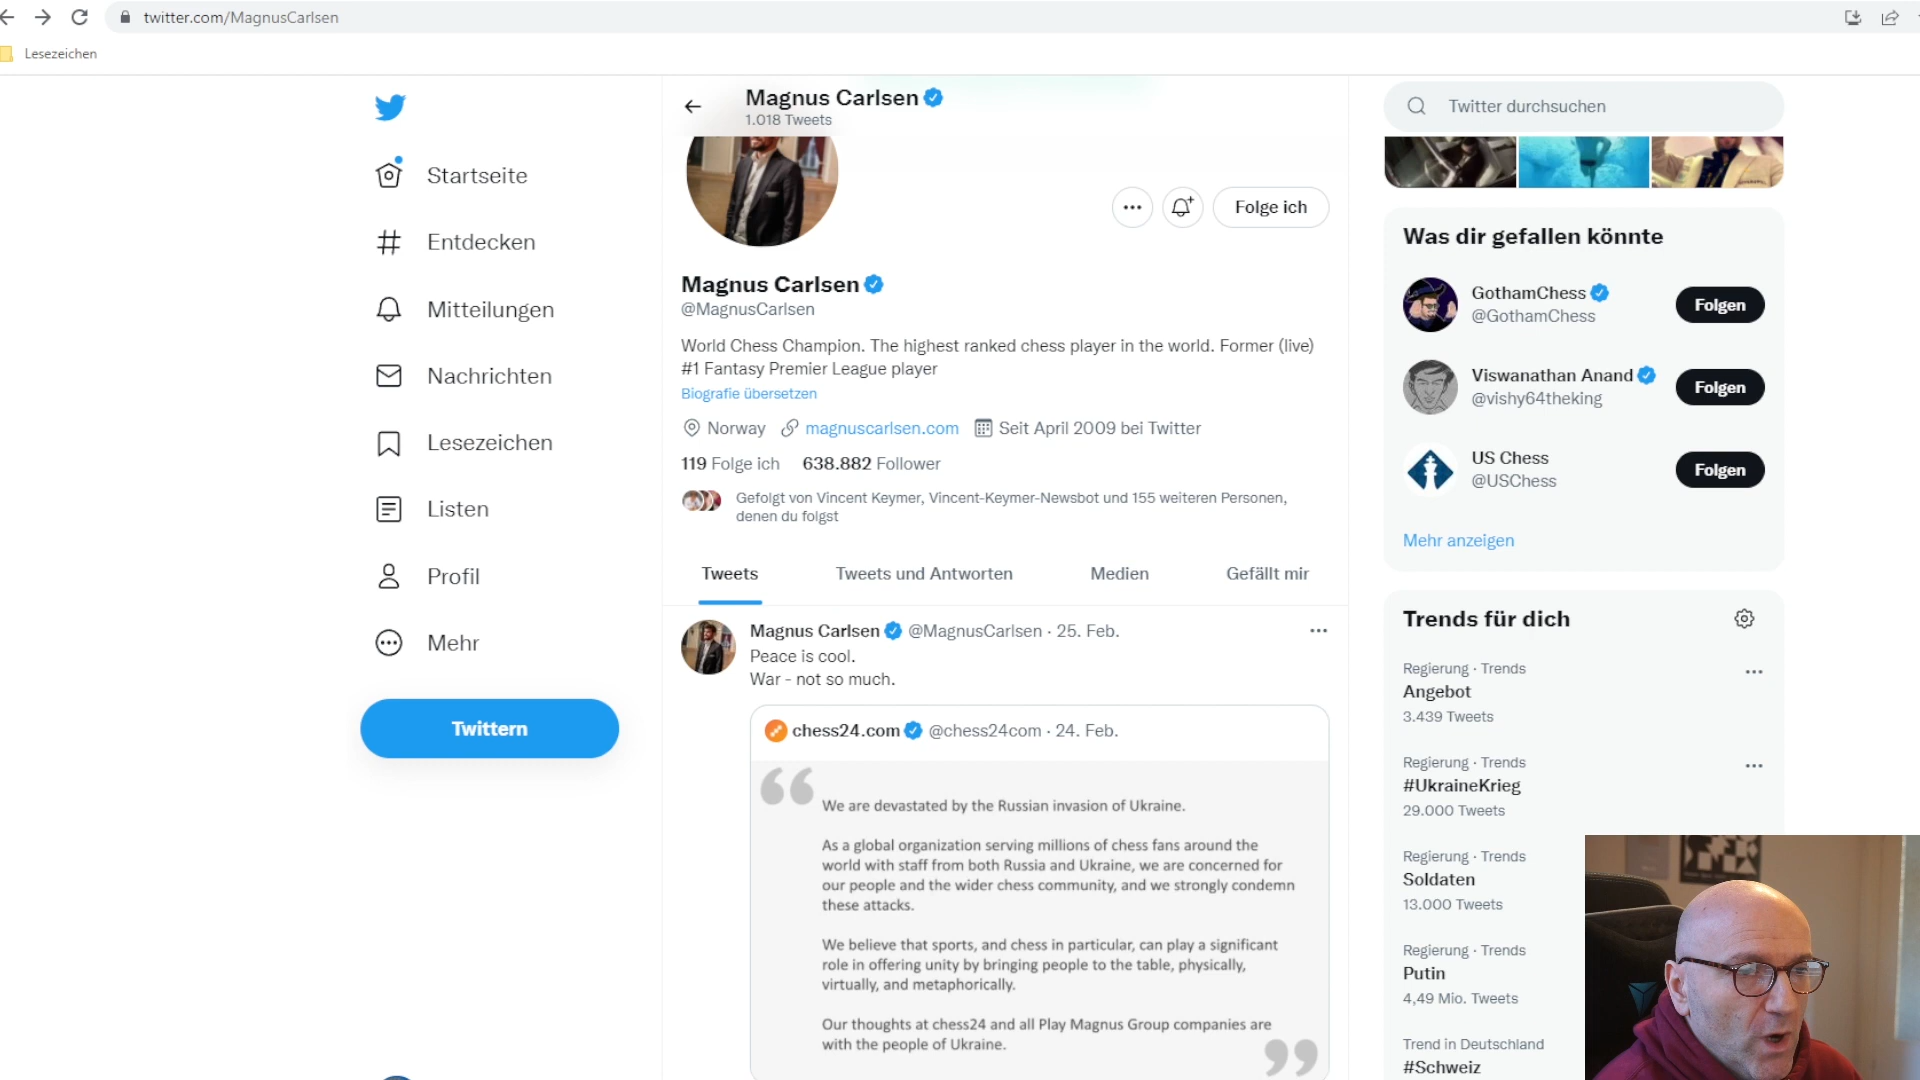 twitter.com/MagnusCarlsen
Lesezeichen
Startseite
Entdecken
Mitteilungen
Nachrichten
Lesezeichen
Listen
Profil
Mehr
Twittern
Magnus Carlsen
1.018 Tweets
Folge ich
Magnus Carlsen
@MagnusCarlsen
World Chess Champion. The highest ranked chess player in the world. Former (live)
#1 Fantasy Premier League player
Biografie übersetzen
Norway magnuscarlsen.com Seit April 2009 bei Twitter
119 Folge ich 638.882 Follower
Gefolgt von Vincent Keymer, Vincent-Keymer-Newsbot und 155 weiteren Personen,
denen du folgst
Tweets Tweets und Antworten Medien Gefällt mir
Magnus Carlsen @MagnusCarlsen · 25. Feb.
Peace is cool.
War - not so much.
chess24.com @chess24com · 24. Feb.
“
We are devastated by the Russian invasion of Ukraine.
As a global organization serving millions of chess fans around the
world with staff from both Russia and Ukraine, we are concerned for
our people and the wider chess community, and we strongly condemn
these attacks.
We believe that sports, and chess in particular, can play a significant
role in offering unity by bringing people to the table, physically,
virtually, and metaphorically.
Our thoughts at chess24 and all Play Magnus Group companies are
with the people of Ukraine.
”
Twitter durchsuchen
Was dir gefallen könnte
GothamChess
@GothamChess
Folgen
Viswanathan Anand
@vishy64theking
Folgen
US Chess
@USChess
Folgen
Mehr anzeigen
Trends für dich
Regierung · Trends
Angebot
3.439 Tweets
Regierung · Trends
#UkraineKrieg
29.000 Tweets
Regierung · Trends
Soldaten
13.000 Tweets
Regierung · Trends
Putin
4,49 Mio. Tweets
Trend in Deutschland
#Schweiz